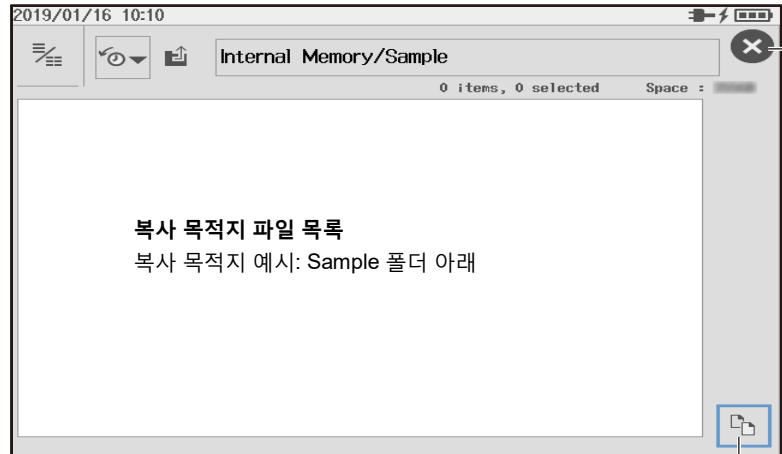 2019/01/16 10:10
Internal Memory/Sample
0 items, 0 selected Space :
복사 목적지 파일 목록
복사 목적지 예시: Sample 폴더 아래